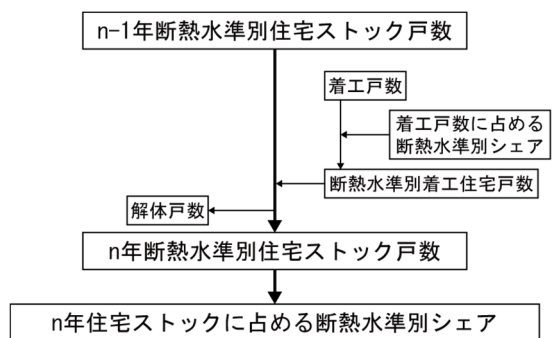 n-1年断熱水準別住宅ストック戸数
着工戸数
着工戸数に占める
断熱水準別シェア
断熱水準別着工住宅戸数
解体戸数
n年断熱水準別住宅ストック戸数
n年住宅ストックに占める断熱水準別シェア